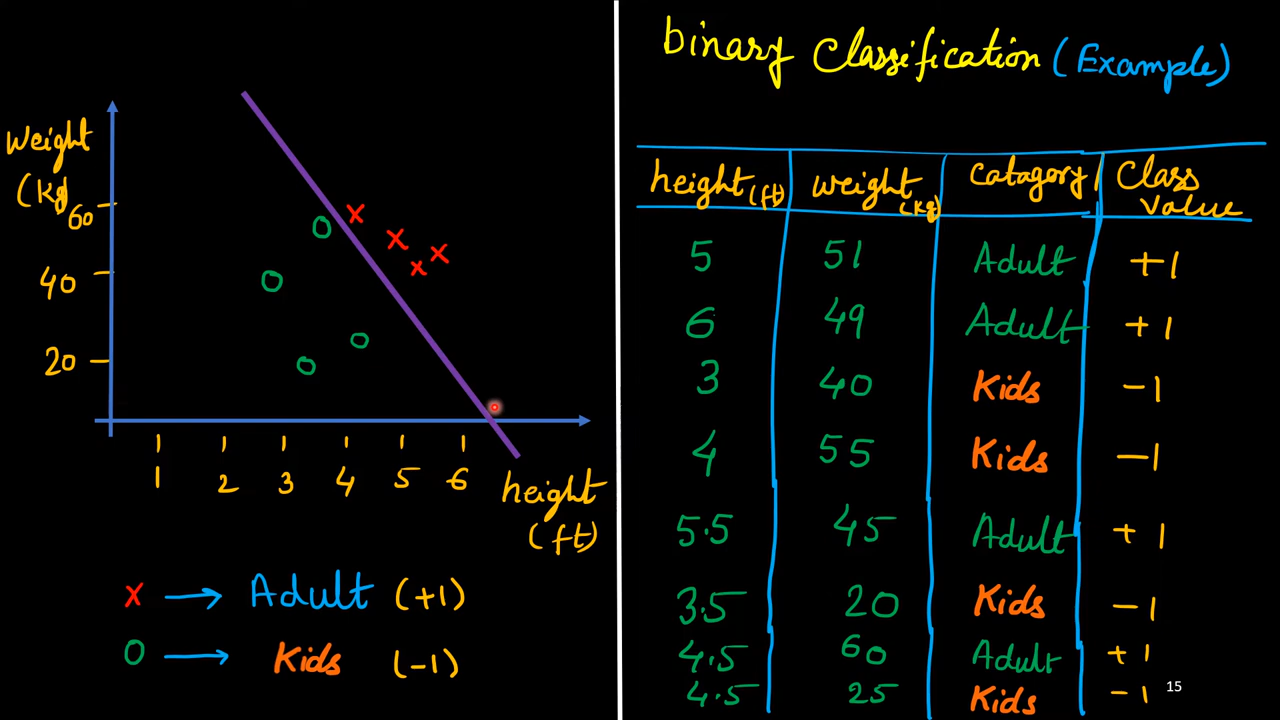 Weight
(Kg)
60
40
20
1 2 3 4 5 6
height
(ft)
x → Adult (+1)
o → Kids (-1)
binary Classification (Example)
height(ft) weight(kg) Catagory Class value
5 51 Adult +1
6 49 Adult +1
3 40 Kids -1
4 55 Kids -1
5.5 45 Adult +1
3.5 20 Kids -1
4.5 60 Adult +1
4.5 25 Kids -1
15